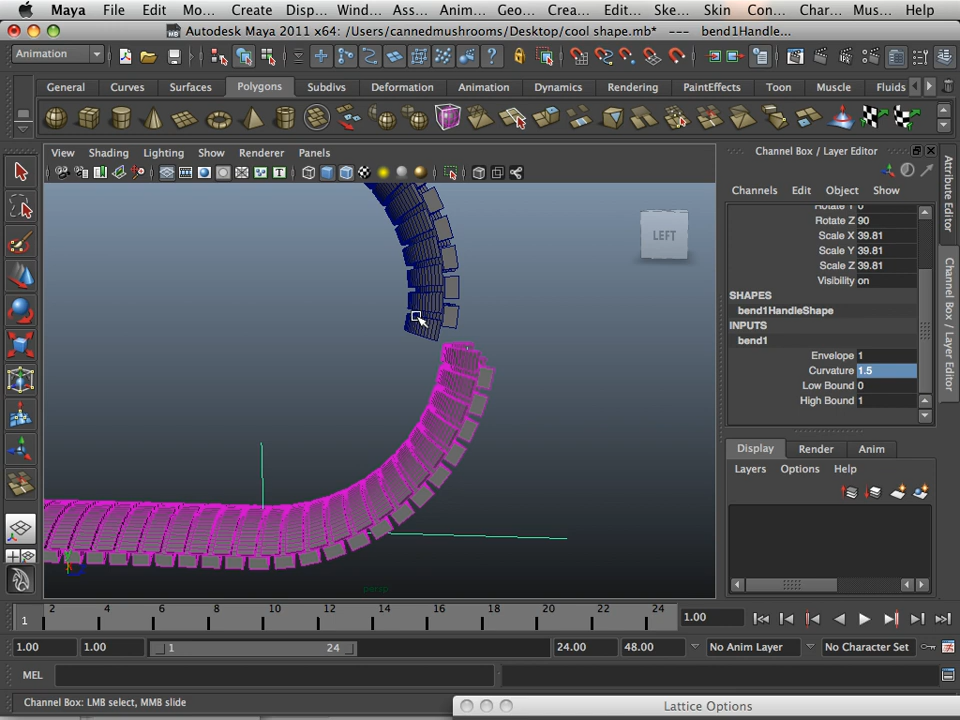 Maya File Edit Mo... Create Disp... Wind... Ass... Anim... Geo... Crea... Edit... Ske... Skin Con... Char... Mus... Help
Autodesk Maya 2011 x64: /Users/cannedmushrooms/Desktop/cool shape.mb* --- bend1Handle...
Animation
General Curves Surfaces Polygons Subdivs Deformation Animation Dynamics Rendering PaintEffects Toon Muscle Fluids
View Shading Lighting Show Renderer Panels
Channel Box / Layer Editor
Channels Edit Object Show
Rotate Y 0
Rotate Z 90
Scale X 39.81
Scale Y 39.81
Scale Z 39.81
Visibility on
SHAPES
bend1HandleShape
INPUTS
bend1
Envelope 1
Curvature 1.5
Low Bound 0
High Bound 1
Attribute Editor
Channel Box / Layer Editor
LEFT
persp
Display Render Anim
Layers Options Help
2 4 6 8 10 12 14 16 18 20 22 24
1
1.00
1.00 1.00 1 24 24.00 48.00 No Anim Layer No Character Set
MEL
Channel Box: LMB select, MMB slide
Lattice Options